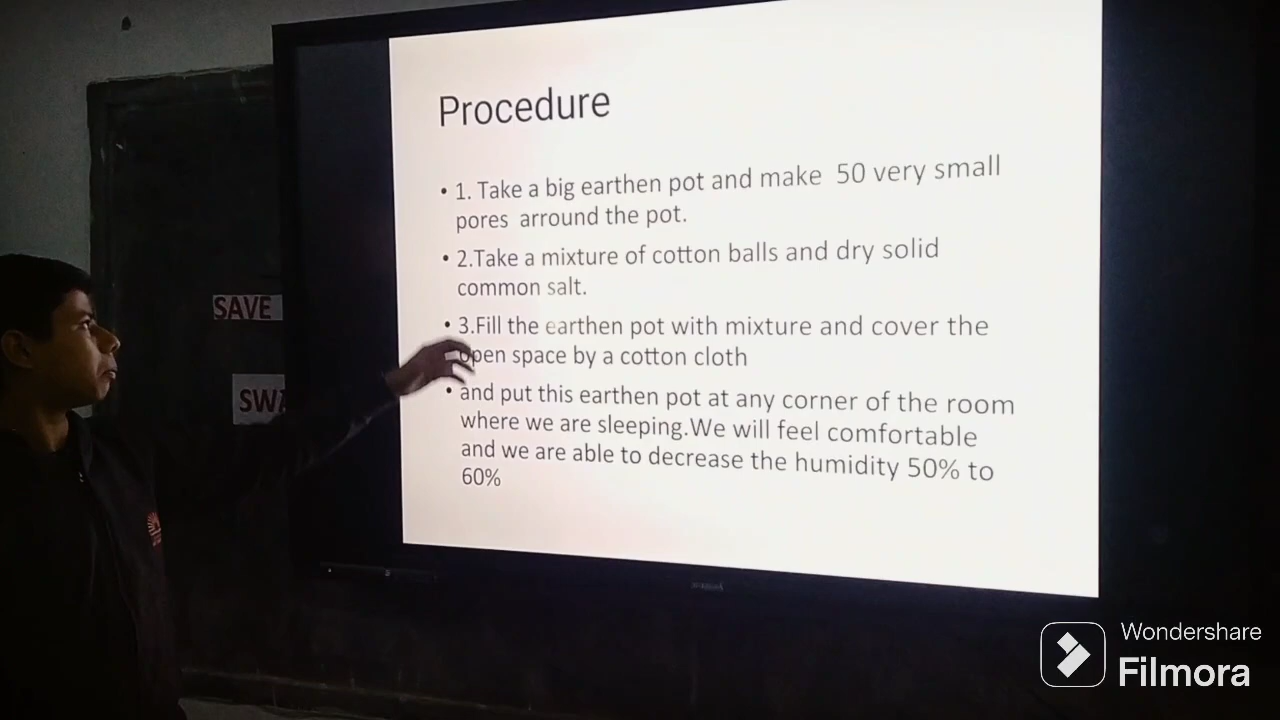 Procedure
• 1. Take a big earthen pot and make 50 very small
pores arround the pot.
• 2.Take a mixture of cotton balls and dry solid
common salt.
SAVE
• 3.Fill the earthen pot with mixture and cover the
open space by a cotton cloth
SWA
• and put this earthen pot at any corner of the room
where we are sleeping.We will feel comfortable
and we are able to decrease the humidity 50% to
60%
Wondershare
Filmora